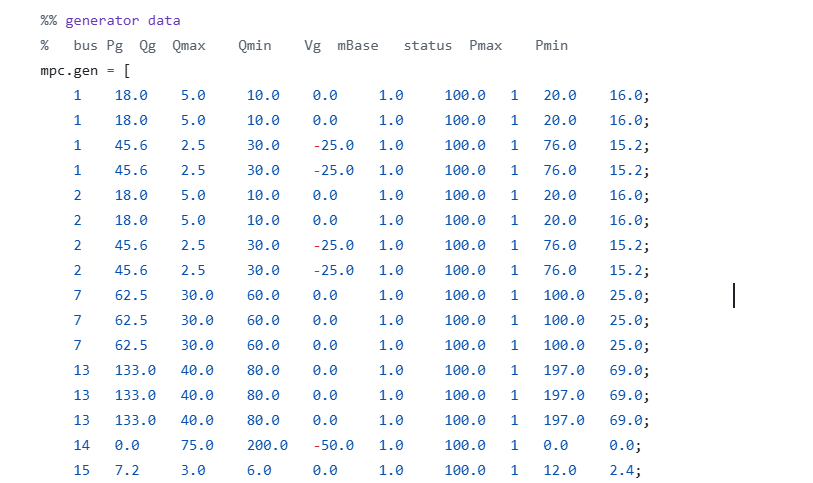 %% generator data
%   bus Pg  Qg  Qmax    Qmin    Vg  mBase   status  Pmax    Pmin
mpc.gen = [
    1    18.0    5.0     10.0    0.0     1.0     100.0   1   20.0    16.0;
    1    18.0    5.0     10.0    0.0     1.0     100.0   1   20.0    16.0;
    1    45.6    2.5     30.0    -25.0   1.0     100.0   1   76.0    15.2;
    1    45.6    2.5     30.0    -25.0   1.0     100.0   1   76.0    15.2;
    2    18.0    5.0     10.0    0.0     1.0     100.0   1   20.0    16.0;
    2    18.0    5.0     10.0    0.0     1.0     100.0   1   20.0    16.0;
    2    45.6    2.5     30.0    -25.0   1.0     100.0   1   76.0    15.2;
    2    45.6    2.5     30.0    -25.0   1.0     100.0   1   76.0    15.2;
    7    62.5    30.0    60.0    0.0     1.0     100.0   1   100.0   25.0;
    7    62.5    30.0    60.0    0.0     1.0     100.0   1   100.0   25.0;
    7    62.5    30.0    60.0    0.0     1.0     100.0   1   100.0   25.0;
    13   133.0   40.0    80.0    0.0     1.0     100.0   1   197.0   69.0;
    13   133.0   40.0    80.0    0.0     1.0     100.0   1   197.0   69.0;
    13   133.0   40.0    80.0    0.0     1.0     100.0   1   197.0   69.0;
    14   0.0     75.0    200.0   -50.0   1.0     100.0   1   0.0     0.0;
    15   7.2     3.0     6.0     0.0     1.0     100.0   1   12.0    2.4;